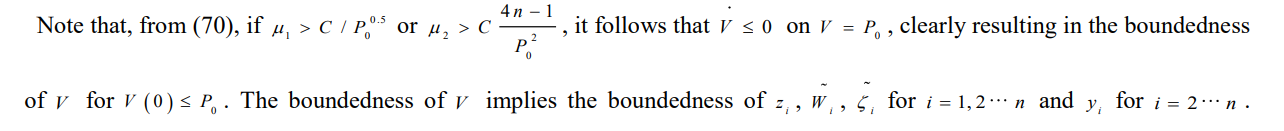 Note that, from (70), if μ₁ > C / P₀^0.5 or μ₂ > C (4n − 1) / P₀², it follows that V̇ ≤ 0 on V = P₀, clearly resulting in the boundedness
of V for V(0) ≤ P₀. The boundedness of V implies the boundedness of zᵢ, W̃ᵢ, ζ̃ᵢ for i = 1,2⋯n and yᵢ for i = 2⋯n.